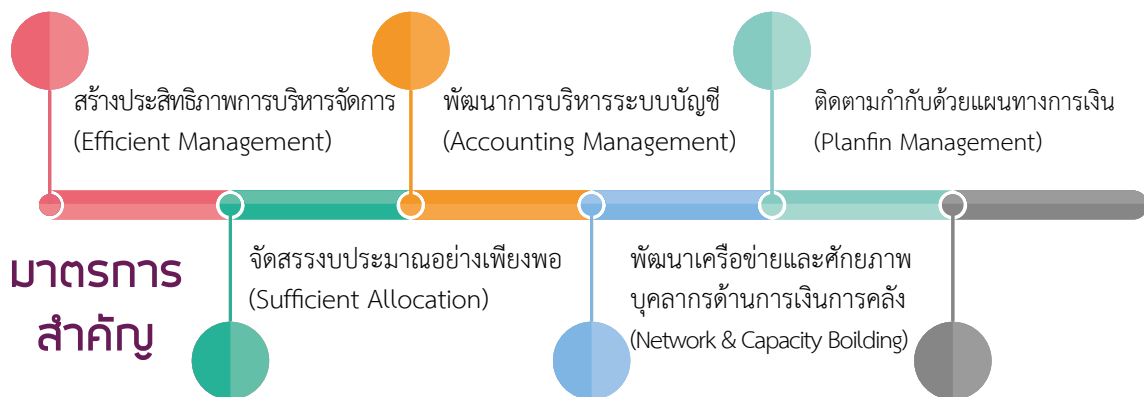 สร้างประสิทธิภาพการบริหารจัดการ
(Efficient Management)
พัฒนาการบริหารระบบบัญชี
(Accounting Management)
ติดตามกำกับด้วยแผนทางการเงิน
(Planfin Management)
มาตรการ
สำคัญ
จัดสรรงบประมาณอย่างเพียงพอ
(Sufficient Allocation)
พัฒนาเครือข่ายและศักยภาพ
บุคลากรด้านการเงินการคลัง
(Network & Capacity Boilding)